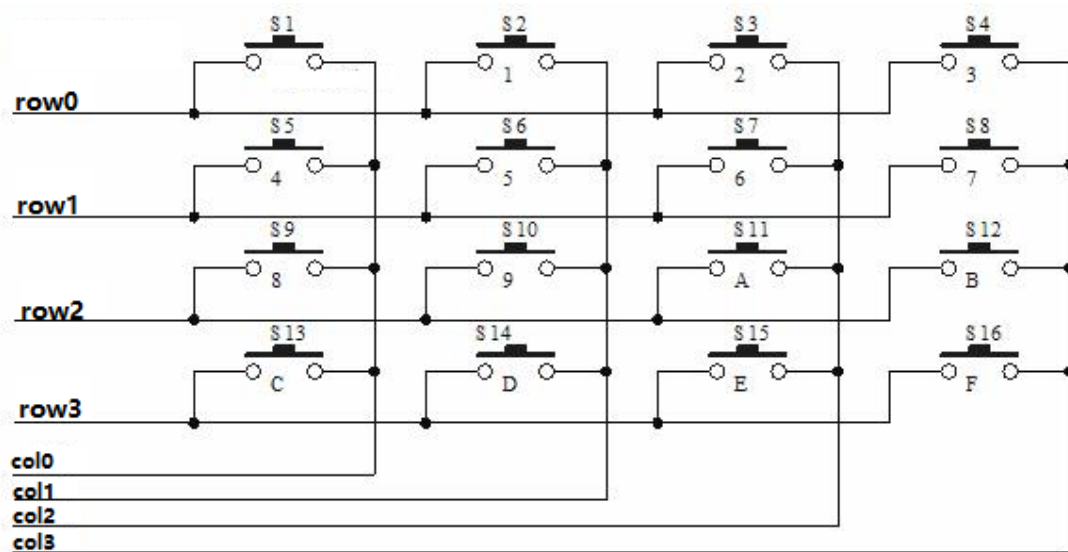 S1 S2 S3 S4
1 2 3
row0
S5 S6 S7 S8
4 5 6 7
row1
S9 S10 S11 S12
8 9 A B
row2
S13 S14 S15 S16
C D E F
row3
col0
col1
col2
col3